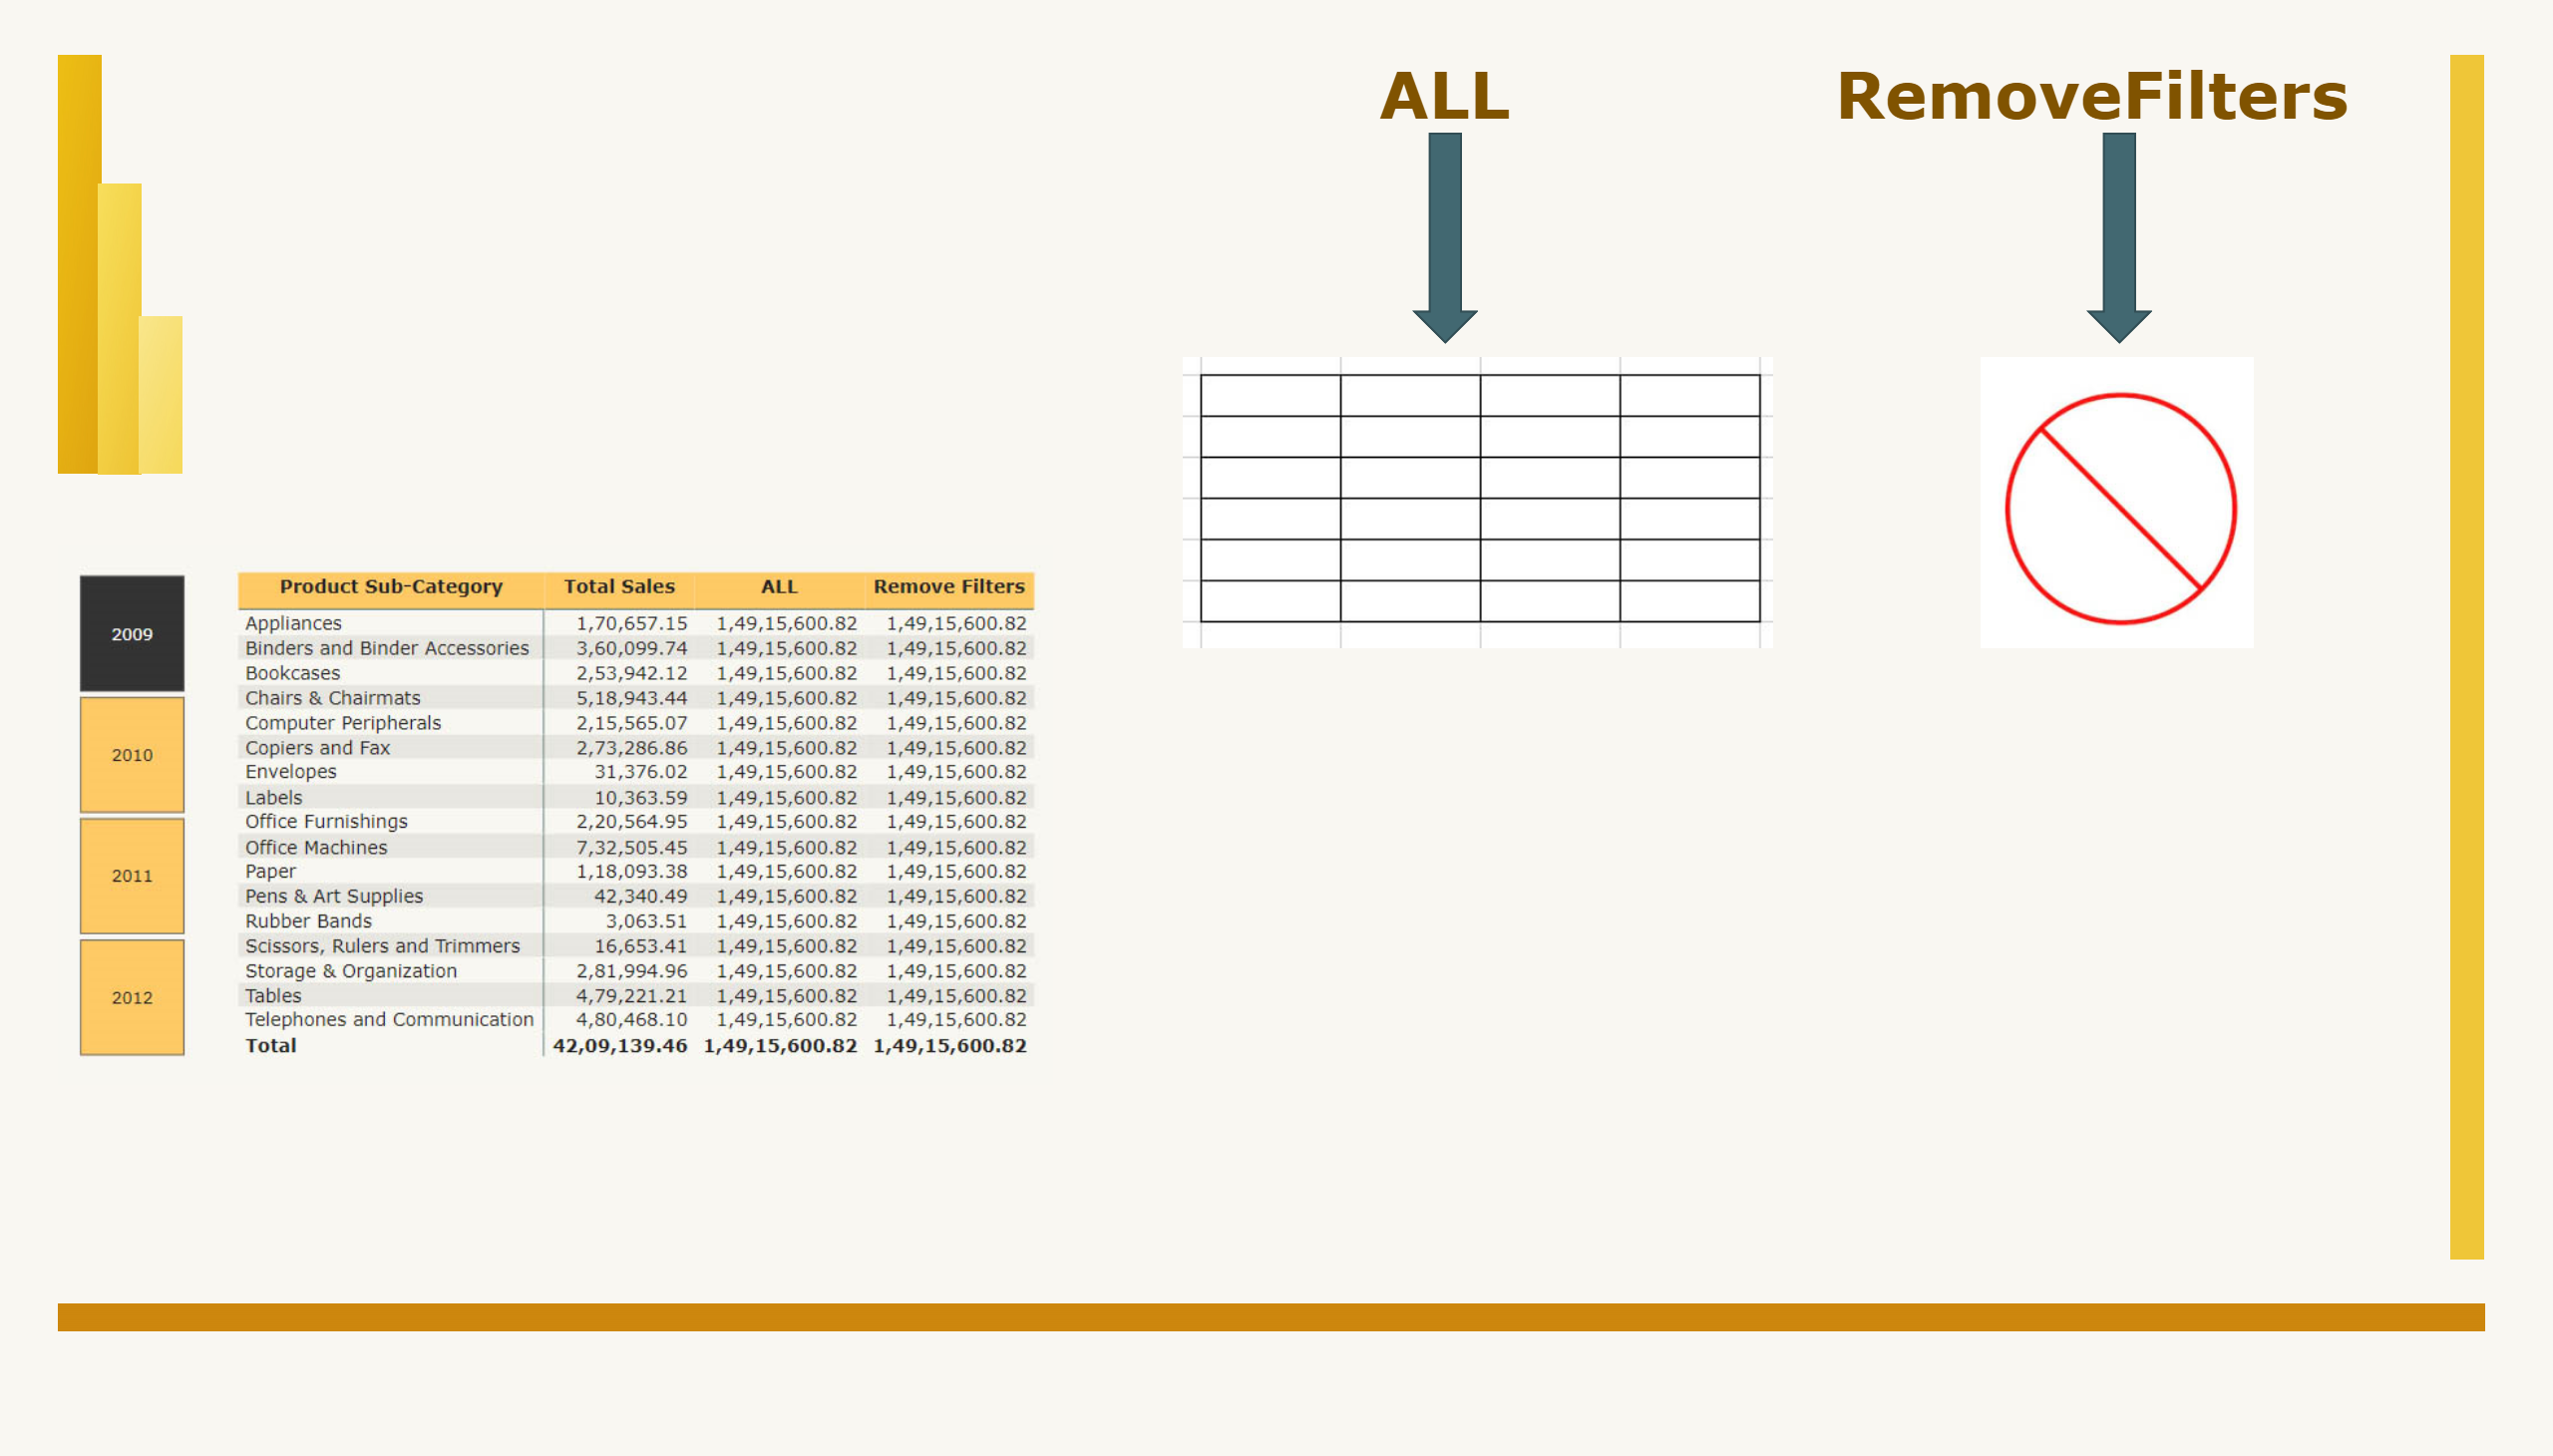 ALL
RemoveFilters
2009
2010
2011
2012
Product Sub-Category Total Sales ALL Remove Filters
Appliances 1,70,657.15 1,49,15,600.82 1,49,15,600.82
Binders and Binder Accessories 3,60,099.74 1,49,15,600.82 1,49,15,600.82
Bookcases 2,53,942.12 1,49,15,600.82 1,49,15,600.82
Chairs & Chairmats 5,18,943.44 1,49,15,600.82 1,49,15,600.82
Computer Peripherals 2,15,565.07 1,49,15,600.82 1,49,15,600.82
Copiers and Fax 2,73,286.86 1,49,15,600.82 1,49,15,600.82
Envelopes 31,376.02 1,49,15,600.82 1,49,15,600.82
Labels 10,363.59 1,49,15,600.82 1,49,15,600.82
Office Furnishings 2,20,564.95 1,49,15,600.82 1,49,15,600.82
Office Machines 7,32,505.45 1,49,15,600.82 1,49,15,600.82
Paper 1,18,093.38 1,49,15,600.82 1,49,15,600.82
Pens & Art Supplies 42,340.49 1,49,15,600.82 1,49,15,600.82
Rubber Bands 3,063.51 1,49,15,600.82 1,49,15,600.82
Scissors, Rulers and Trimmers 16,653.41 1,49,15,600.82 1,49,15,600.82
Storage & Organization 2,81,994.96 1,49,15,600.82 1,49,15,600.82
Tables 4,79,221.21 1,49,15,600.82 1,49,15,600.82
Telephones and Communication 4,80,468.10 1,49,15,600.82 1,49,15,600.82
Total 42,09,139.46 1,49,15,600.82 1,49,15,600.82